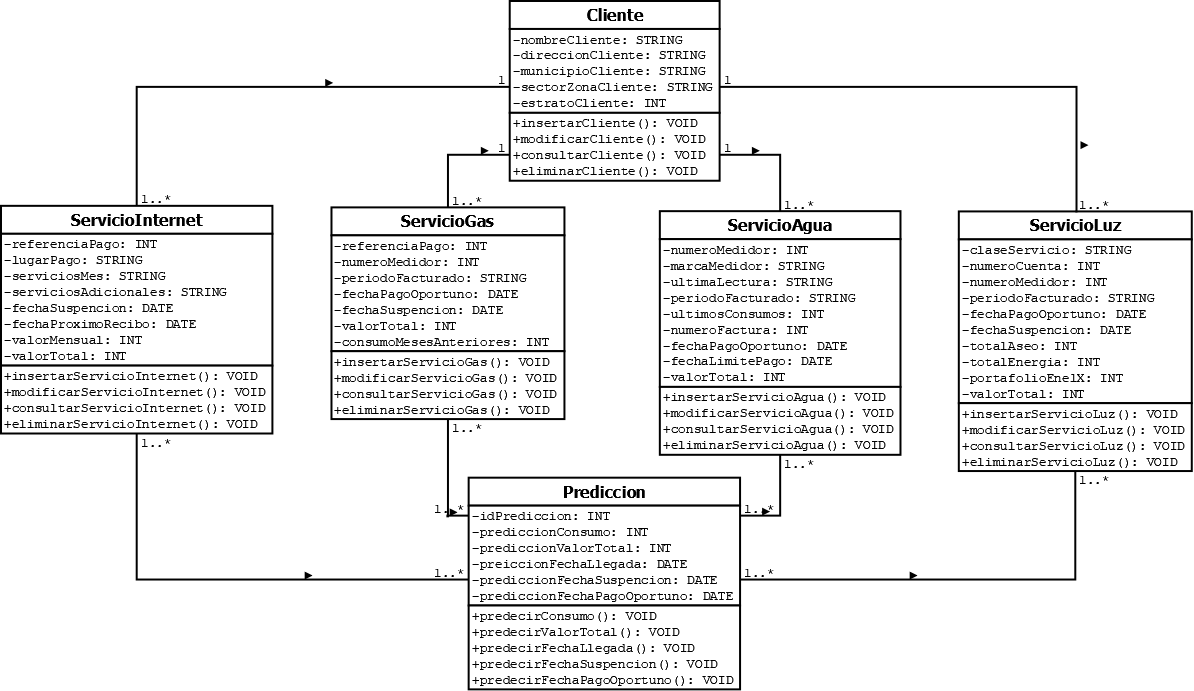 Cliente
-nombreCliente: STRING
-direccionCliente: STRING
-municipioCliente: STRING
-sectorZonaCliente: STRING
-estratoCliente: INT
+insertarCliente(): VOID
+modificarCliente(): VOID
+consultarCliente(): VOID
+eliminarCliente(): VOID
1
1
1
1
1..*
1..*
1..*
1..*
ServicioInternet
-referenciaPago: INT
-lugarPago: STRING
-serviciosMes: STRING
-serviciosAdicionales: STRING
-fechaSuspencion: DATE
-fechaProximoRecibo: DATE
-valorMensual: INT
-valorTotal: INT
+insertarServicioInternet(): VOID
+modificarServicioInternet(): VOID
+consultarServicioInternet(): VOID
+eliminarServicioInternet(): VOID
1..*
ServicioGas
-referenciaPago: INT
-numeroMedidor: INT
-periodoFacturado: STRING
-fechaPagoOportuno: DATE
-fechaSuspencion: DATE
-valorTotal: INT
-consumoMesesAnteriores: INT
+insertarServicioGas(): VOID
+modificarServicioGas(): VOID
+consultarServicioGas(): VOID
+eliminarServicioGas(): VOID
1..*
ServicioAgua
-numeroMedidor: INT
-marcaMedidor: STRING
-ultimaLectura: STRING
-periodoFacturado: STRING
-ultimosConsumos: INT
-numeroFactura: INT
-fechaPagoOportuno: DATE
-fechaLimitePago: DATE
-valorTotal: INT
+insertarServicioAgua(): VOID
+modificarServicioAgua(): VOID
+consultarServicioAgua(): VOID
+eliminarServicioAgua(): VOID
1..*
ServicioLuz
-claseServicio: STRING
-numeroCuenta: INT
-numeroMedidor: INT
-periodoFacturado: STRING
-fechaPagoOportuno: DATE
-fechaSuspencion: DATE
-totalAseo: INT
-totalEnergia: INT
-portafolioEnelX: INT
-valorTotal: INT
+insertarServicioLuz(): VOID
+modificarServicioLuz(): VOID
+consultarServicioLuz(): VOID
+eliminarServicioLuz(): VOID
1..*
Prediccion
-idPrediccion: INT
-prediccionConsumo: INT
-prediccionValorTotal: INT
-preiccionFechaLlegada: DATE
-prediccionFechaSuspencion: DATE
-prediccionFechaPagoOportuno: DATE
+predecirConsumo(): VOID
+predecirValorTotal(): VOID
+predecirFechaLlegada(): VOID
+predecirFechaSuspencion(): VOID
+predecirFechaPagoOportuno(): VOID
1..*
1..*
1..*
1..*